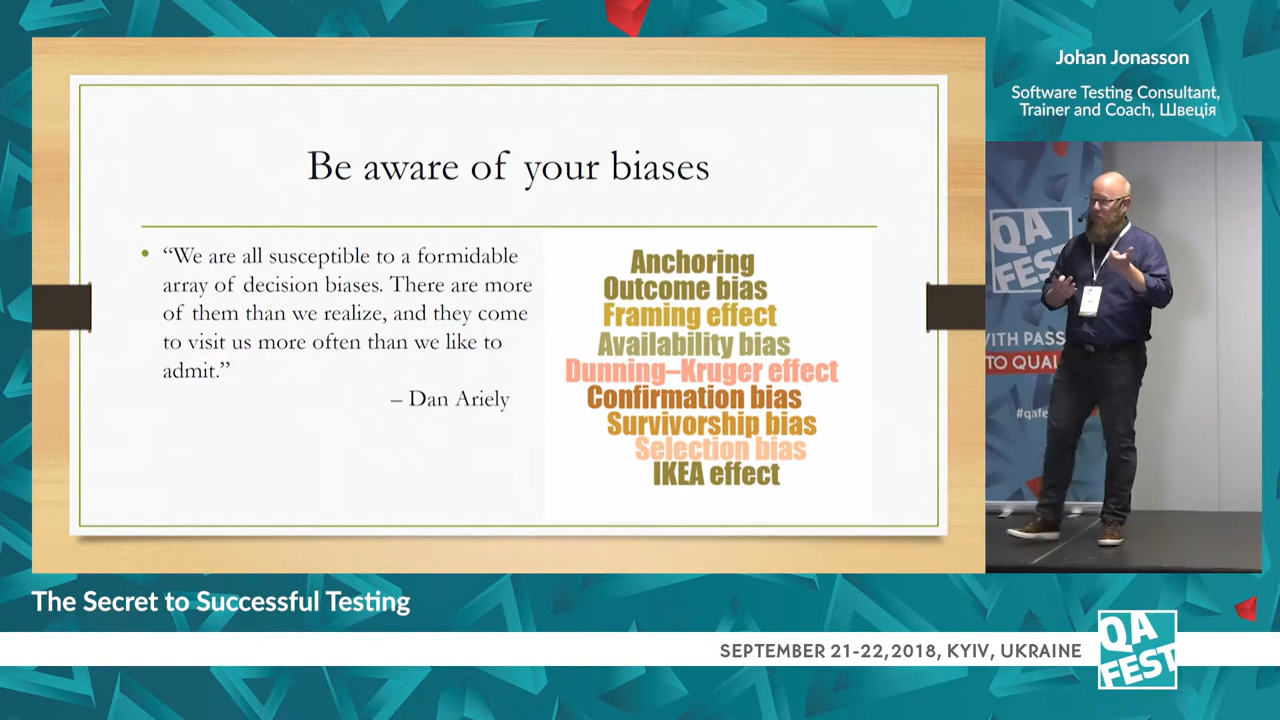 Johan Jonasson
Software Testing Consultant,
Trainer and Coach, Швеція
Be aware of your biases
• “We are all susceptible to a formidable
array of decision biases. There are more
of them than we realize, and they come
to visit us more often than we like to
admit.”
– Dan Ariely
Anchoring
Outcome bias
Framing effect
Availability bias
Dunning–Kruger effect
Confirmation bias
Survivorship bias
Selection bias
IKEA effect
QA
FEST
WITH PASS
TO QUAL
#qafe
The Secret to Successful Testing
SEPTEMBER 21-22,2018, KYIV, UKRAINE
QA
FEST